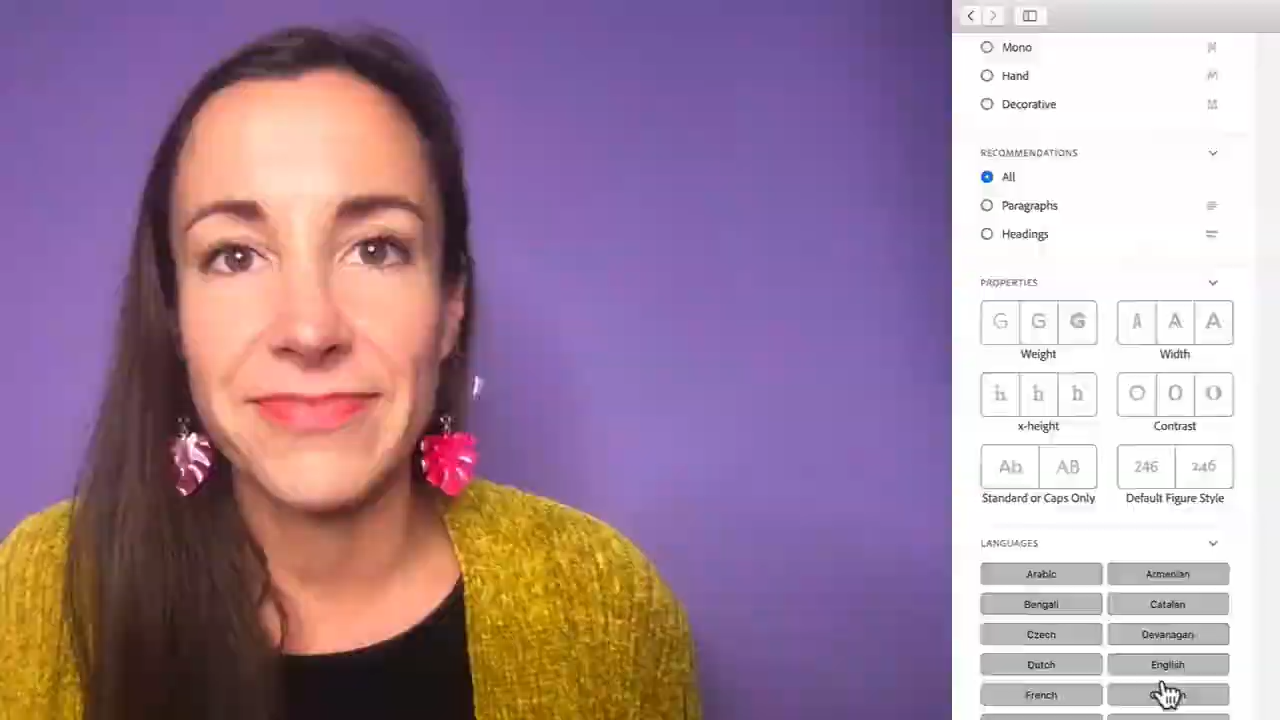 Mono
Hand
Decorative
RECOMMENDATIONS
All
Paragraphs
Headings
PROPERTIES
G G G A A A
Weight Width
h h h O O O
x-height Contrast
Ab AB 246 246
Standard or Caps Only Default Figure Style
LANGUAGES
Arabic Armenian
Bengali Catalan
Czech Devanagari
Dutch English
French